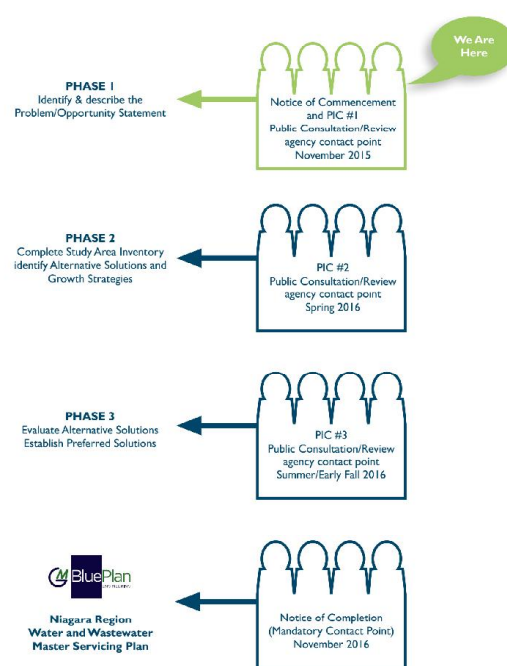 We Are
Here
PHASE 1
Identify & describe the
Problem/Opportunity Statement
Notice of Commencement
and PIC #1
Public Consultation/Review
agency contact point
November 2015
PHASE 2
Complete Study Area Inventory
identify Alternative Solutions and
Growth Strategies
PIC #2
Public Consultation/Review
agency contact point
Spring 2016
PHASE 3
Evaluate Alternative Solutions
Establish Preferred Solutions
PIC #3
Public Consultation/Review
agency contact point
Summer/Early Fall 2016
GM BluePlan
Niagara Region
Water and Wastewater
Master Servicing Plan
Notice of Completion
(Mandatory Contact Point)
November 2016